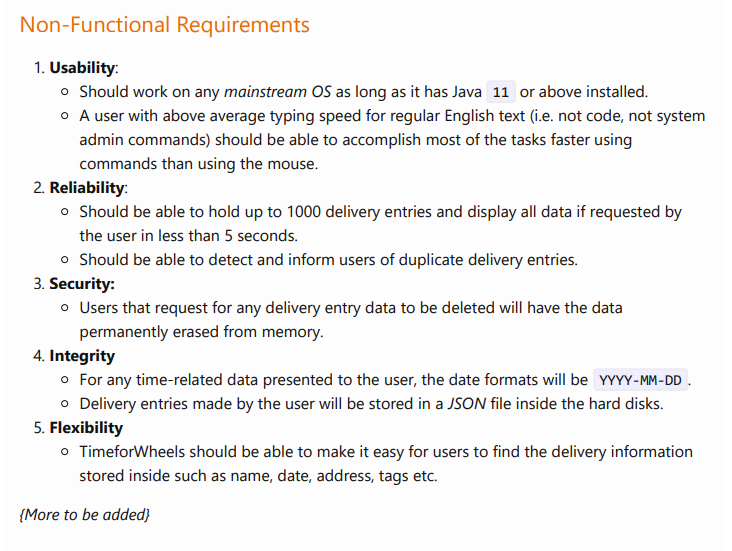 Non-Functional Requirements
1. Usability:
○ Should work on any mainstream OS as long as it has Java 11 or above installed.
○ A user with above average typing speed for regular English text (i.e. not code, not system
admin commands) should be able to accomplish most of the tasks faster using
commands than using the mouse.
2. Reliability:
○ Should be able to hold up to 1000 delivery entries and display all data if requested by
the user in less than 5 seconds.
○ Should be able to detect and inform users of duplicate delivery entries.
3. Security:
○ Users that request for any delivery entry data to be deleted will have the data
permanently erased from memory.
4. Integrity
○ For any time-related data presented to the user, the date formats will be YYYY-MM-DD.
○ Delivery entries made by the user will be stored in a JSON file inside the hard disks.
5. Flexibility
○ TimeforWheels should be able to make it easy for users to find the delivery information
stored inside such as name, date, address, tags etc.
{More to be added}